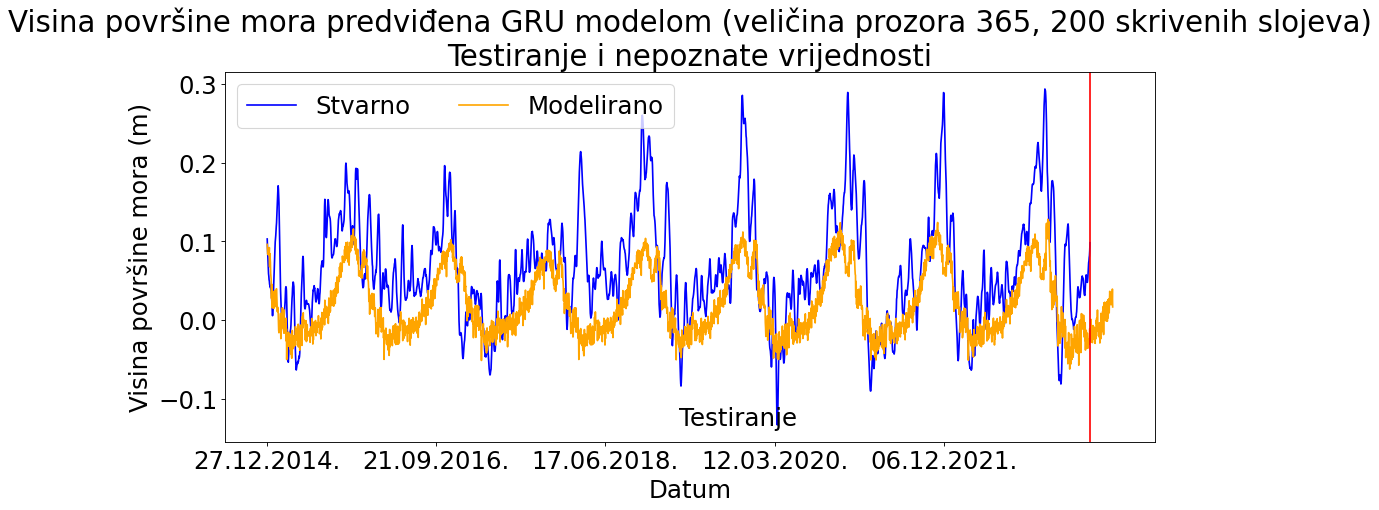 Visina površine mora predviđena GRU modelom (veličina prozora 365, 200 skrivenih slojeva)
Testiranje i nepoznate vrijednosti
Stvarno
Modelirano
Visina površine mora (m)
0.3
0.2
0.1
0.0
−0.1
Testiranje
27.12.2014.
21.09.2016.
17.06.2018.
12.03.2020.
06.12.2021.
Datum